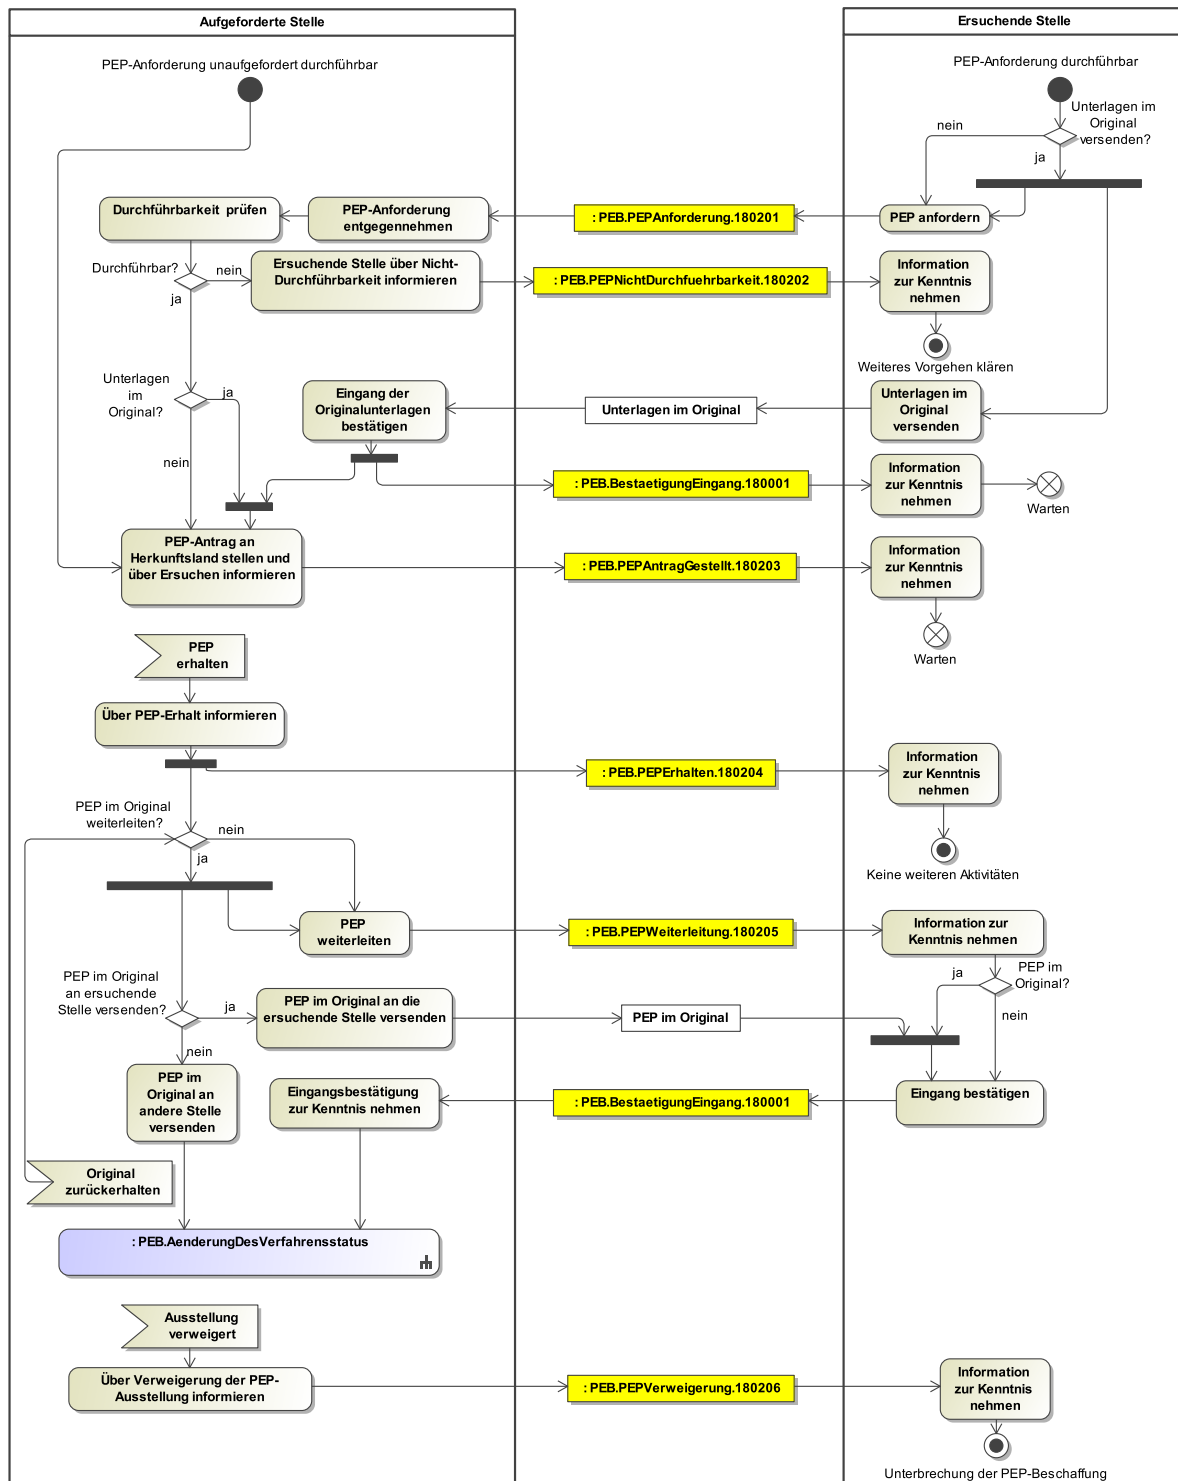 Aufgeforderte Stelle
Ersuchende Stelle
PEP-Anforderung unaufgefordert durchführbar
PEP-Anforderung durchführbar
Unterlagen im
Original
versenden?
nein
ja
Durchführbarkeit prüfen
PEP-Anforderung
entgegennehmen
: PEB.PEPAnforderung.180201
PEP anfordern
Durchführbar?
nein
ja
Ersuchende Stelle über Nicht-
Durchführbarkeit informieren
: PEB.PEPNichtDurchfuehrbarkeit.180202
Information
zur Kenntnis
nehmen
Weiteres Vorgehen klären
Unterlagen
im
Original?
ja
nein
Eingang der
Originalunterlagen
bestätigen
Unterlagen im Original
Unterlagen im
Original
versenden
: PEB.BestaetigungEingang.180001
Information
zur Kenntnis
nehmen
Warten
PEP-Antrag an
Herkunftsland stellen und
über Ersuchen informieren
: PEB.PEPAntragGestellt.180203
Information
zur Kenntnis
nehmen
Warten
PEP
erhalten
Über PEP-Erhalt informieren
: PEB.PEPErhalten.180204
Information
zur Kenntnis
nehmen
Keine weiteren Aktivitäten
PEP im Original
weiterleiten?
nein
ja
PEP
weiterleiten
: PEB.PEPWeiterleitung.180205
Information zur
Kenntnis nehmen
ja
PEP im
Original?
nein
PEP im Original
an ersuchende
Stelle versenden?
ja
nein
PEP im Original an die
ersuchende Stelle versenden
PEP im Original
PEP im
Original an
andere Stelle
versenden
Eingangsbestätigung
zur Kenntnis nehmen
: PEB.BestaetigungEingang.180001
Eingang bestätigen
Original
zurückerhalten
: PEB.AenderungDesVerfahrensstatus
Ausstellung
verweigert
Über Verweigerung der PEP-
Ausstellung informieren
: PEB.PEPVerweigerung.180206
Information
zur Kenntnis
nehmen
Unterbrechung der PEP-Beschaffung